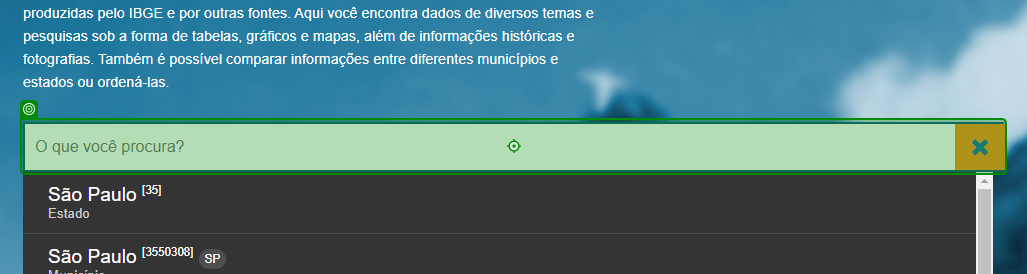 produzidas pelo IBGE e por outras fontes. Aqui você encontra dados de diversos temas e
pesquisas sob a forma de tabelas, gráficos e mapas, além de informações históricas e
fotografias. Também é possível comparar informações entre diferentes municípios e
estados ou ordená-las.
O que você procura?
São Paulo [35]
Estado
São Paulo [3550308] SP
Município